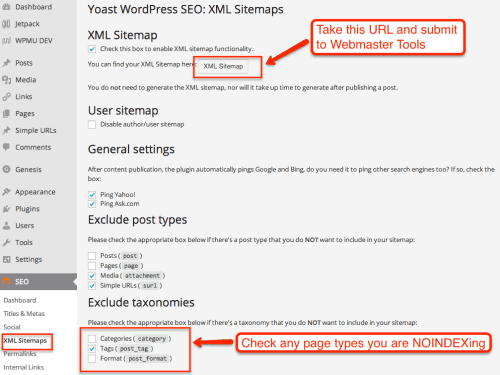 Dashboard
Jetpack
WPMU DEV
Posts
Media
Links
Pages
Simple URLs
Comments
Genesis
Appearance
Plugins
Users
Tools
Settings
SEO
Dashboard
Titles & Metas
Social
XML Sitemaps
Permalinks
Internal Links
Yoast WordPress SEO: XML Sitemaps
XML Sitemap
Check this box to enable XML sitemap functionality.
You can find your XML Sitemap here: XML Sitemap
You do not need to generate the XML sitemap, nor will it take up time to generate after publishing a post.
Take this URL and submit
to Webmaster Tools
User sitemap
Disable author/user sitemap
General settings
After content publication, the plugin automatically pings Google and Bing, do you need it to ping other search engines too? If so, check the
box:
Ping Yahoo!
Ping Ask.com
Exclude post types
Please check the appropriate box below if there's a post type that you do NOT want to include in your sitemap:
Posts ( post )
Pages ( page )
Media ( attachment )
Simple URLs ( surl )
Exclude taxonomies
Please check the appropriate box below if there's a taxonomy that you do NOT want to include in your sitemap:
Categories ( category )
Tags ( post_tag )
Format ( post_format )
Check any page types you are NOINDEXing